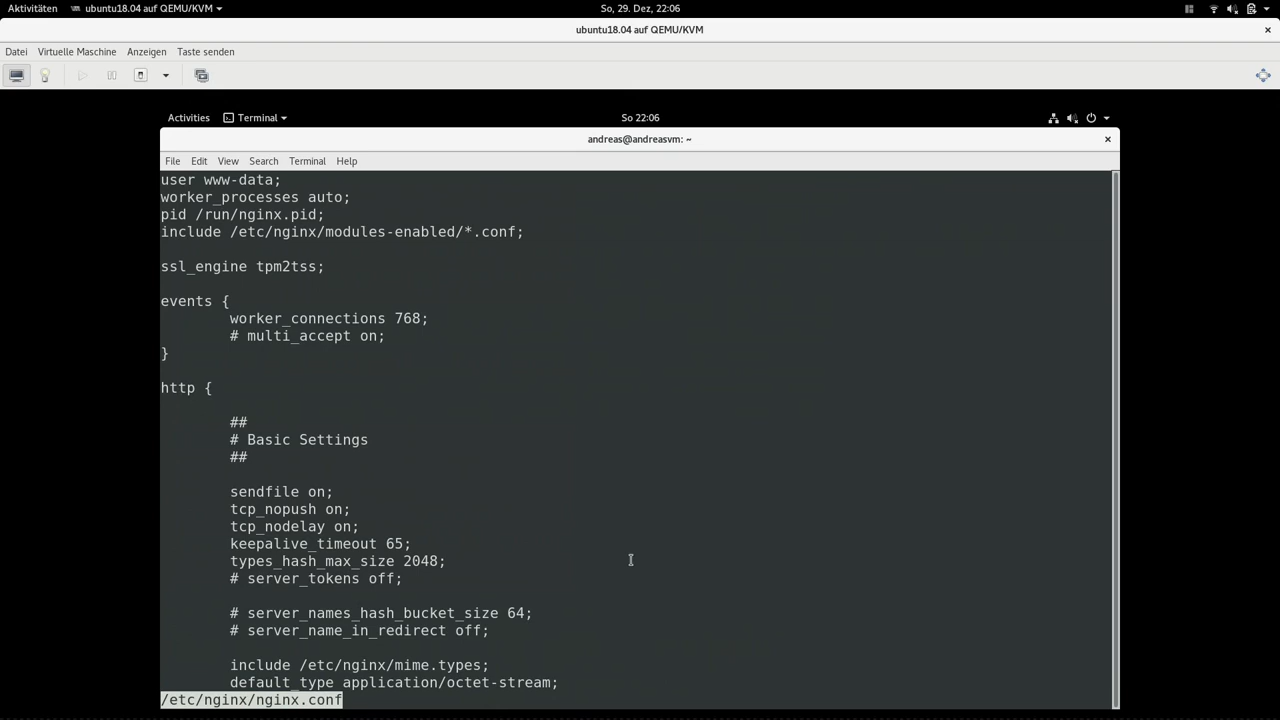 Aktivitäten ubuntu18.04 auf QEMU/KVM So, 29. Dez, 22:06
ubuntu18.04 auf QEMU/KVM
Datei Virtuelle Maschine Anzeigen Taste senden
Activities Terminal So 22:06
andreas@andreasvm: ~
File Edit View Search Terminal Help
user www-data;
worker_processes auto;
pid /run/nginx.pid;
include /etc/nginx/modules-enabled/*.conf;
ssl_engine tpm2tss;
events {
worker_connections 768;
# multi_accept on;
}
http {
##
# Basic Settings
##
sendfile on;
tcp_nopush on;
tcp_nodelay on;
keepalive_timeout 65;
types_hash_max_size 2048;
# server_tokens off;
# server_names_hash_bucket_size 64;
# server_name_in_redirect off;
include /etc/nginx/mime.types;
default_type application/octet-stream;
/etc/nginx/nginx.conf